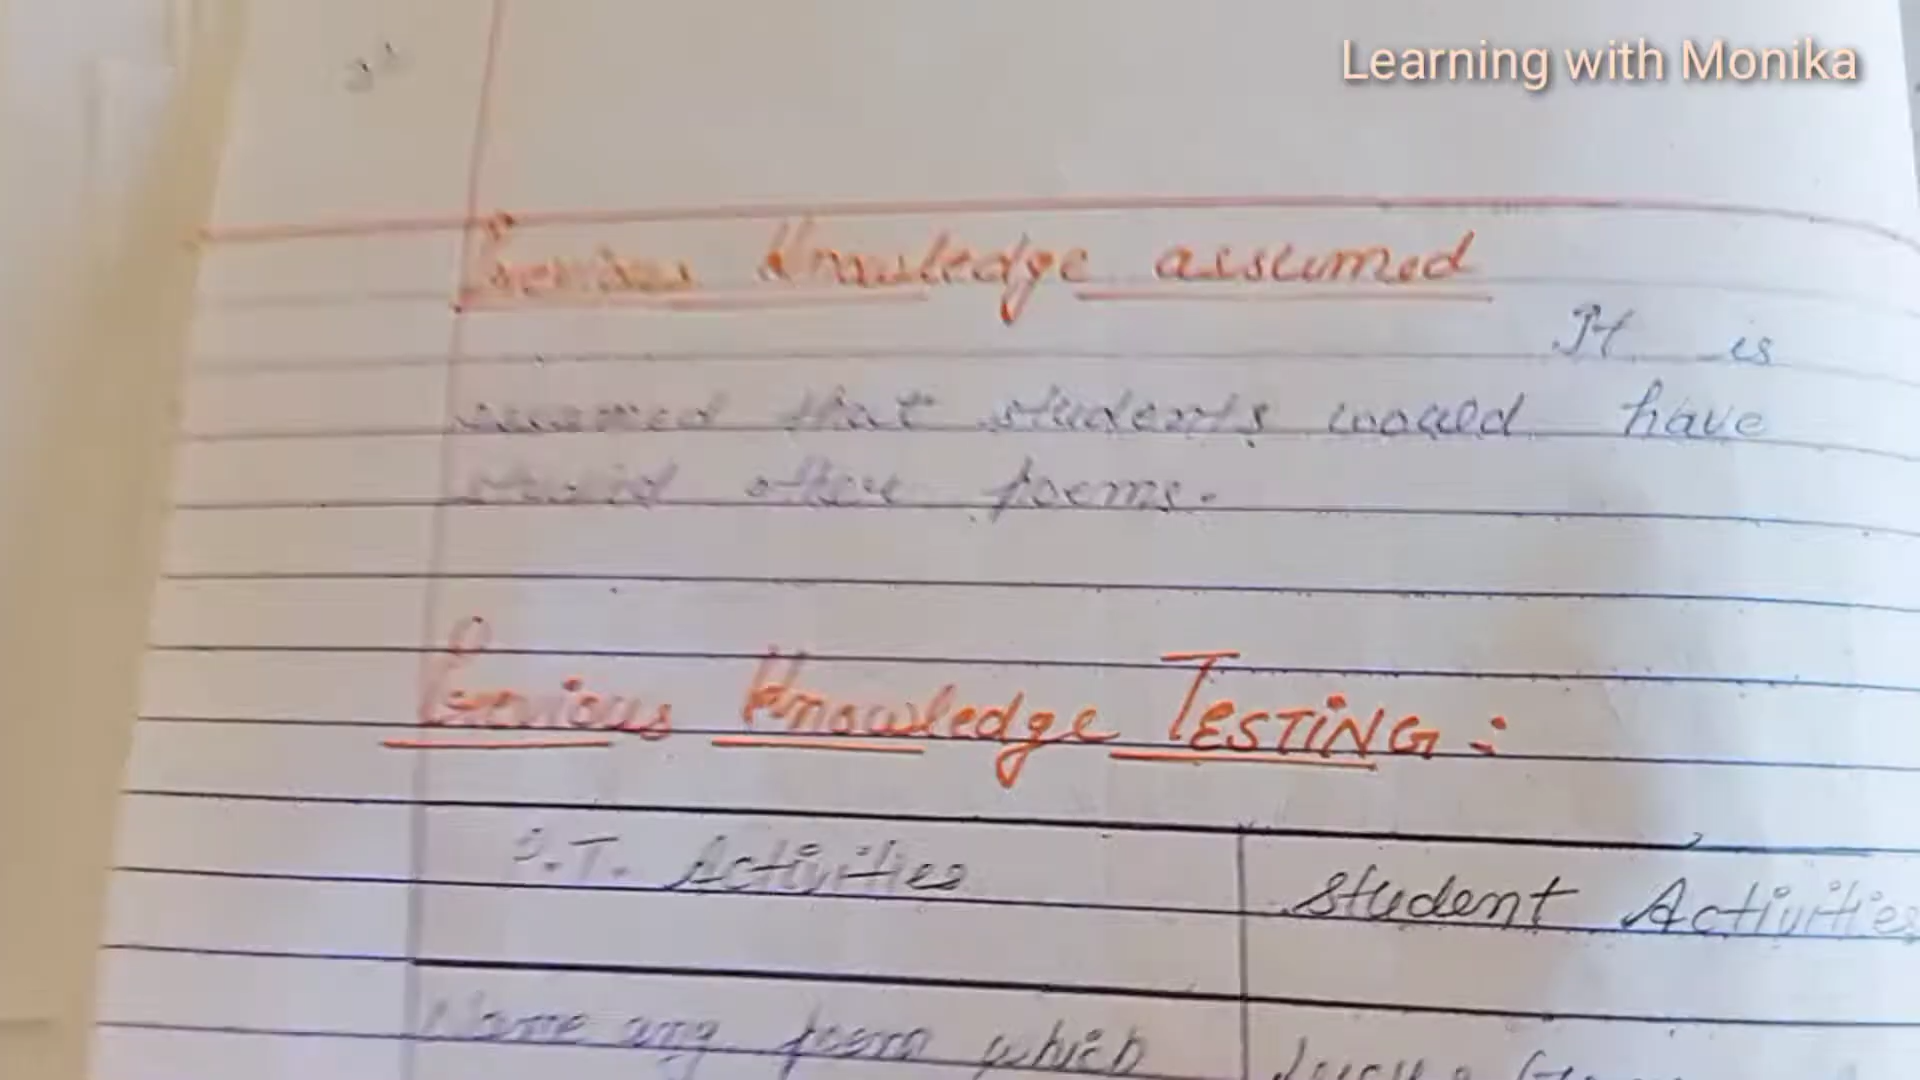 Learning with Monika
Previous Knowledge assumed
It is
assumed that students would have
other poems.
Previous Knowledge TESTING:
P.T. Activities
Student Activities
Name any poem which